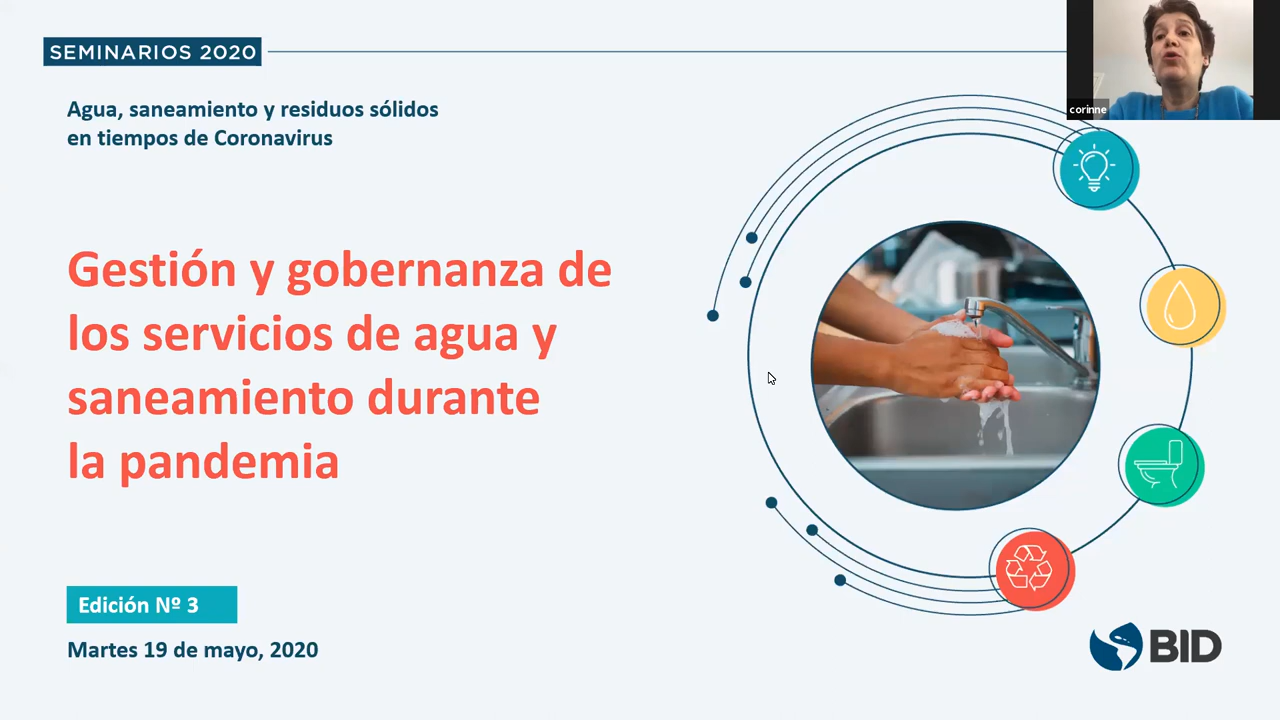 SEMINARIOS 2020
corinne
Agua, saneamiento y residuos sólidos
en tiempos de Coronavirus
Gestión y gobernanza de
los servicios de agua y
saneamiento durante
la pandemia
Edición Nº 3
Martes 19 de mayo, 2020
BID